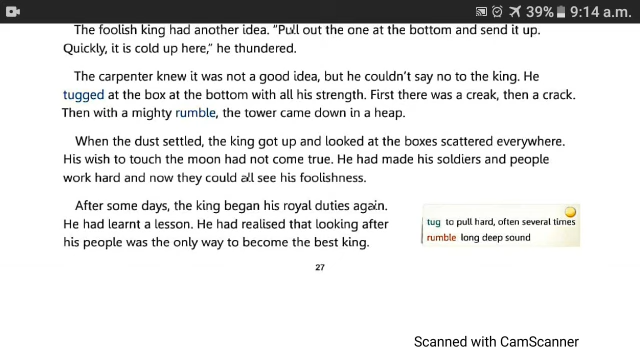 39% 9:14 a.m.
The foolish king had another idea. "Pull out the one at the bottom and send it up.
Quickly, it is cold up here," he thundered.
The carpenter knew it was not a good idea, but he couldn't say no to the king. He
tugged at the box at the bottom with all his strength. First there was a creak, then a crack.
Then with a mighty rumble, the tower came down in a heap.
When the dust settled, the king got up and looked at the boxes scattered everywhere.
His wish to touch the moon had not come true. He had made his soldiers and people
work hard and now they could all see his foolishness.
After some days, the king began his royal duties again.
He had learnt a lesson. He had realised that looking after
his people was the only way to become the best king.
tug to pull hard, often several times
rumble long deep sound
27
Scanned with CamScanner